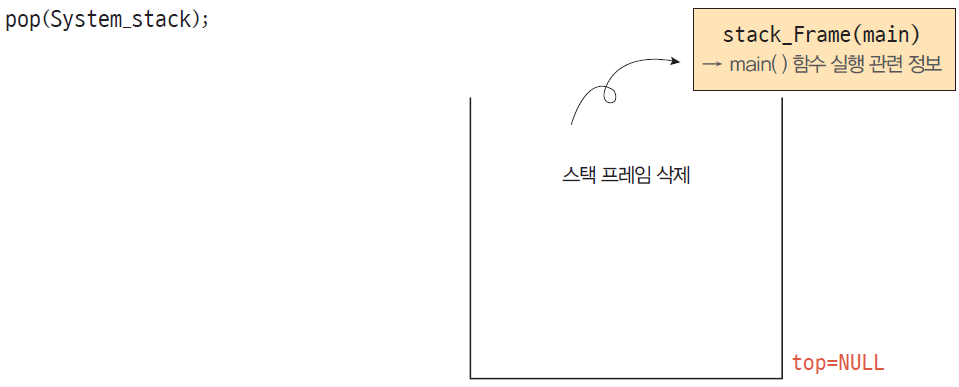 pop(System_stack);
stack_Frame(main)
→ main( ) 함수 실행 관련 정보
스택 프레임 삭제
top=NULL